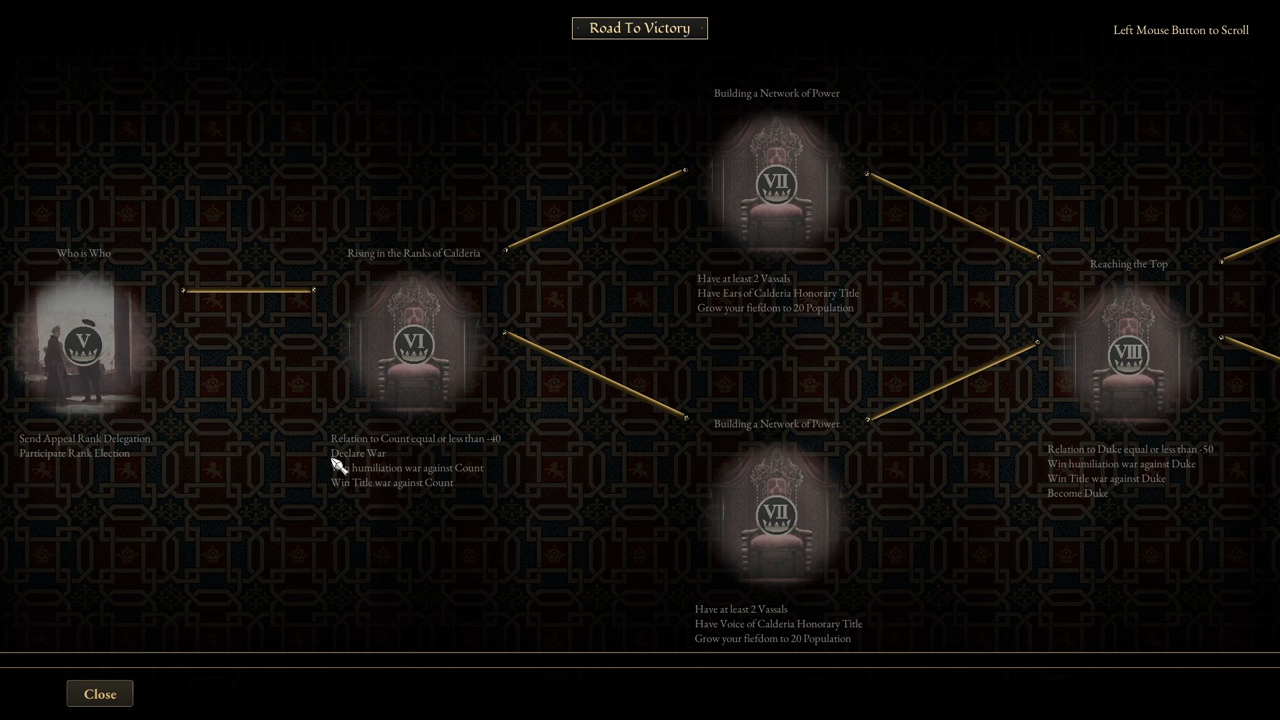 Road To Victory
Left Mouse Button to Scroll
Who is Who
V
Send Appeal Rank Delegation
Participate Rank Election
Rising in the Ranks of Calderia
VI
Relation to Count equal or less than -40
Declare War
humiliation war against Count
Win Title war against Count
Building a Network of Power
VII
Have at least 2 Vassals
Have Ears of Calderia Honorary Title
Grow your fiefdom to 20 Population
Building a Network of Power
VII
Have at least 2 Vassals
Have Voice of Calderia Honorary Title
Grow your fiefdom to 20 Population
Reaching the Top
VIII
Relation to Duke equal or less than -50
Win humiliation war against Duke
Win Title war against Duke
Become Duke
Close